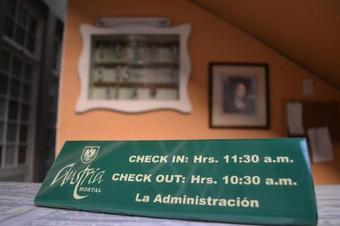 Austria
HOSTAL
CHECK IN: Hrs. 11:30 a.m.
CHECK OUT: Hrs. 10:30 a.m.
La Administración